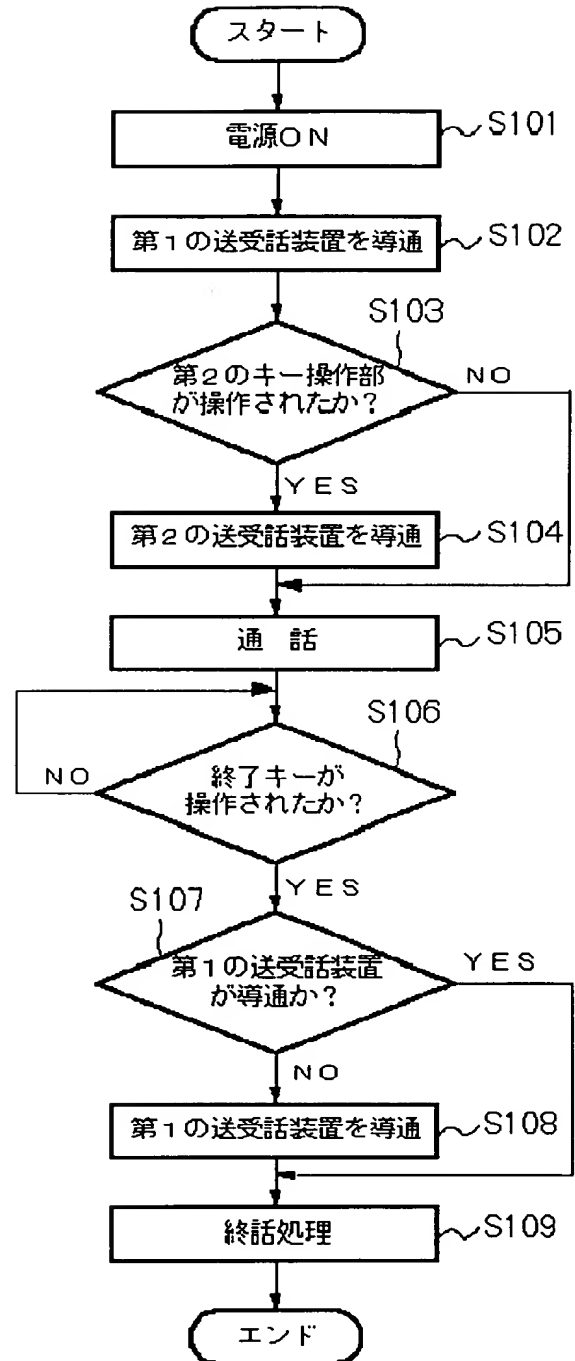 スタート
電源ON
S101
第1の送受話装置を導通
S102
S103
第2のキー操作部
が操作されたか?
NO
YES
第2の送受話装置を導通
S104
通 話
S105
S106
終了キーが
操作されたか?
NO
YES
S107
第1の送受話装置
が導通か?
YES
NO
第1の送受話装置を導通
S108
終話処理
S109
エンド